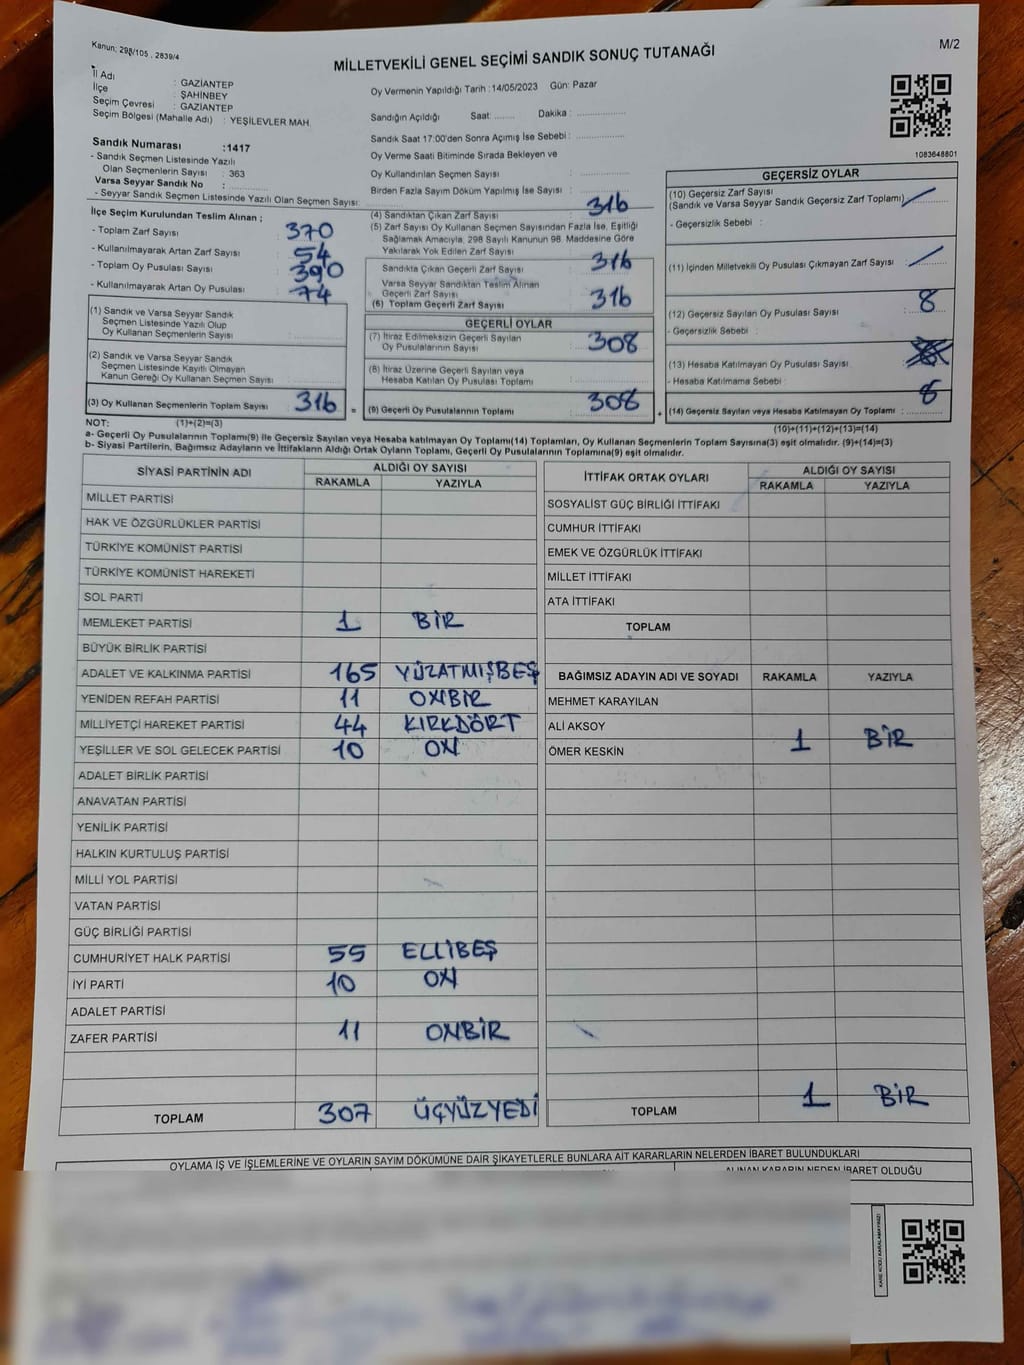 Kanun; 298/105 , 2839/4
M/2
MİLLETVEKİLİ GENEL SEÇİMİ SANDIK SONUÇ TUTANAĞI
İl Adı : GAZİANTEP
İlçe : ŞAHİNBEY
Seçim Çevresi : GAZİANTEP
Seçim Bölgesi (Mahalle Adı) : YEŞİLEVLER MAH.
Oy Vermenin Yapıldığı Tarih :14/05/2023 Gün: Pazar
Sandığın Açıldığı Saat: ........ Dakika : ..............
Sandık Saat 17:00'den Sonra Açımış İse Sebebi : ..............
Oy Verme Saati Bitiminde Sırada Bekleyen ve
Oy Kullandırılan Seçmen Sayısı : ..............
Birden Fazla Sayım Döküm Yapılmış İse Sayısı : ..............
1083648801
Sandık Numarası :1417
- Sandık Seçmen Listesinde Yazılı
Olan Seçmenlerin Sayısı : 363
Varsa Seyyar Sandık No : ..............
- Seyyar Sandık Seçmen Listesinde Yazılı Olan Seçmen Sayısı: ..............
İlçe Seçim Kurulundan Teslim Alınan ;
- Toplam Zarf Sayısı : 370
- Kullanılmayarak Artan Zarf Sayısı : 54
- Toplam Oy Pusulası Sayısı : 390
- Kullanılmayarak Artan Oy Pusulası : 74
(1) Sandık ve Varsa Seyyar Sandık
Seçmen Listesinde Yazılı Olup
Oy Kullanan Seçmenlerin Sayısı : ..............
(2) Sandık ve Varsa Seyyar Sandık
Seçmen Listesinde Kayıtlı Olmayan
Kanun Gereği Oy Kullanan Seçmen Sayısı : ..............
(3) Oy Kullanan Seçmenlerin Toplam Sayısı : 316 =
(4) Sandıktan Çıkan Zarf Sayısı : 316
(5) Zarf Sayısı Oy Kullanan Seçmen Sayısından Fazla İse, Eşitliği
Sağlamak Amacıyla, 298 Sayılı Kanunun 98. Maddesine Göre
Yakılarak Yok Edilen Zarf Sayısı :
Sandıkta Çıkan Geçerli Zarf Sayısı : 316
Varsa Seyyar Sandıktan Teslim Alınan
Geçerli Zarf Sayısı :
(6) Toplam Geçerli Zarf Sayısı : 316
GEÇERLİ OYLAR
(7) İtiraz Edilmeksizin Geçerli Sayılan
Oy Pusulalarının Sayısı : 308
(8) İtiraz Üzerine Geçerli Sayılan veya
Hesaba Katılan Oy Pusulası Toplamı : ..............
(9) Geçerli Oy Pusulalarının Toplamı : 308 +
GEÇERSİZ OYLAR
(10) Geçersiz Zarf Sayısı
(Sandık ve Varsa Seyyar Sandık Geçersiz Zarf Toplamı) : /
- Geçersizlik Sebebi :
(11) İçinden Milletvekili Oy Pusulası Çıkmayan Zarf Sayısı : /
(12) Geçersiz Sayılan Oy Pusulası Sayısı : 8
- Geçersizlik Sebebi :
(13) Hesaba Katılmayan Oy Pusulası Sayısı :
- Hesaba Katılmama Sebebi :
(14) Geçersiz Sayılan veya Hesaba Katılmayan Oy Toplamı : 8
NOT: (1)+(2)=(3)
(10)+(11)+(12)+(13)=(14)
a- Geçerli Oy Pusulalarının Toplamı(9) ile Geçersiz Sayılan veya Hesaba katılmayan Oy Toplamı(14) Toplamları, Oy Kullanan Seçmenlerin Toplam Sayısına(3) eşit olmalıdır. (9)+(14)=(3)
b- Siyasi Partilerin, Bağımsız Adayların ve İttifakların Aldığı Ortak Oyların Toplamı, Geçerli Oy Pusulalarının Toplamına(9) eşit olmalıdır.
SİYASİ PARTİNİN ADI ALDIĞI OY SAYISI
RAKAMLA YAZIYLA
MİLLET PARTİSİ
HAK VE ÖZGÜRLÜKLER PARTİSİ
TÜRKİYE KOMÜNİST PARTİSİ
TÜRKİYE KOMÜNİST HAREKETİ
SOL PARTİ
MEMLEKET PARTİSİ 1 BİR
BÜYÜK BİRLİK PARTİSİ
ADALET VE KALKINMA PARTİSİ 165 YÜZATMIŞBEŞ
YENİDEN REFAH PARTİSİ 11 ONBİR
MİLLİYETÇİ HAREKET PARTİSİ 44 KIRKDÖRT
YEŞİLLER VE SOL GELECEK PARTİSİ 10 ON
ADALET BİRLİK PARTİSİ
ANAVATAN PARTİSİ
YENİLİK PARTİSİ
HALKIN KURTULUŞ PARTİSİ
MİLLİ YOL PARTİSİ
VATAN PARTİSİ
GÜÇ BİRLİĞİ PARTİSİ
CUMHURİYET HALK PARTİSİ 55 ELLİBEŞ
İYİ PARTİ 10 ON
ADALET PARTİSİ
ZAFER PARTİSİ 11 ONBİR
TOPLAM 307 ÜÇYÜZYEDİ
İTTİFAK ORTAK OYLARI ALDIĞI OY SAYISI
RAKAMLA YAZIYLA
SOSYALİST GÜÇ BİRLİĞİ İTTİFAKI
CUMHUR İTTİFAKI
EMEK VE ÖZGÜRLÜK İTTİFAKI
MİLLET İTTİFAKI
ATA İTTİFAKI
TOPLAM
BAĞIMSIZ ADAYIN ADI VE SOYADI RAKAMLA YAZIYLA
MEHMET KARAYILAN
ALİ AKSOY
ÖMER KESKİN 1 BİR
TOPLAM 1 BİR
OYLAMA İŞ VE İŞLEMLERİNE VE OYLARIN SAYIM DÖKÜMÜNE DAİR ŞİKAYETLERLE BUNLARA AİT KARARLARIN NELERDEN İBARET BULUNDUKLARI
ALINAN KARARIN NEDEN İBARET OLDUĞU
KARE KODU KARALAMAYINIZ!